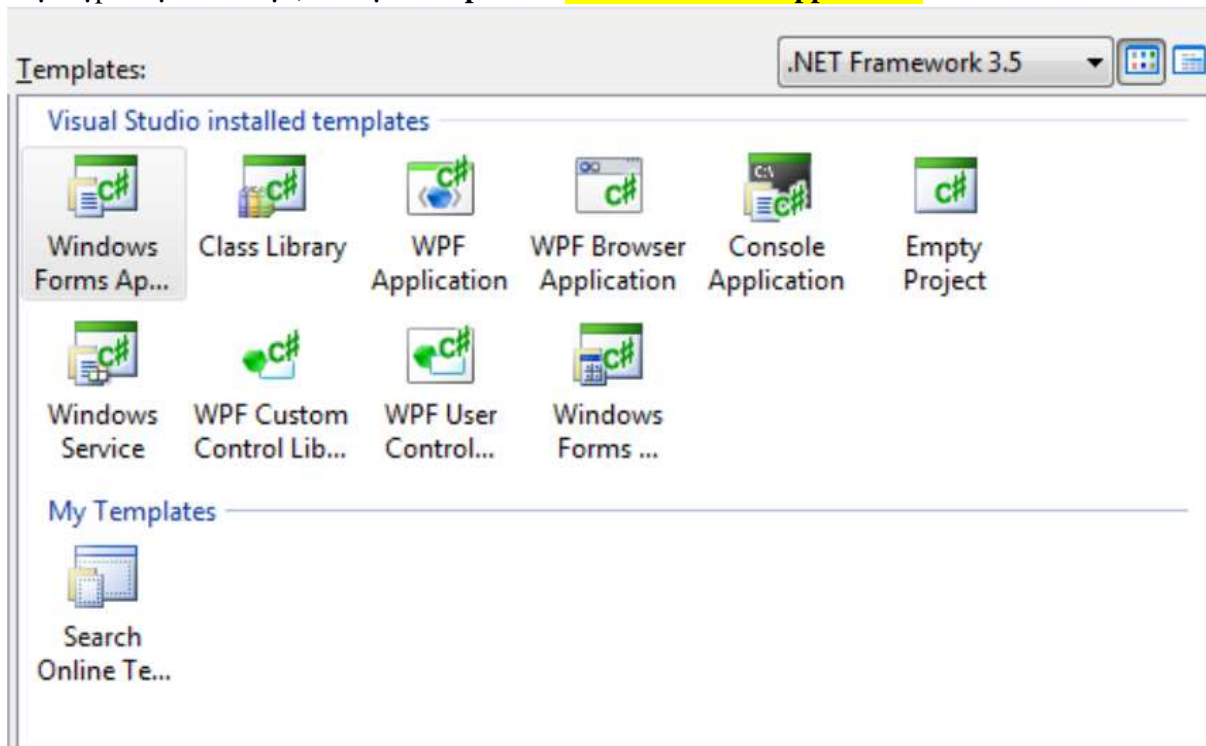 Templates:
.NET Framework 3.5
Visual Studio installed templates
Windows Forms Ap...
Class Library
WPF Application
WPF Browser Application
Console Application
Empty Project
Windows Service
WPF Custom Control Lib...
WPF User Control...
Windows Forms ...
My Templates
Search Online Te...